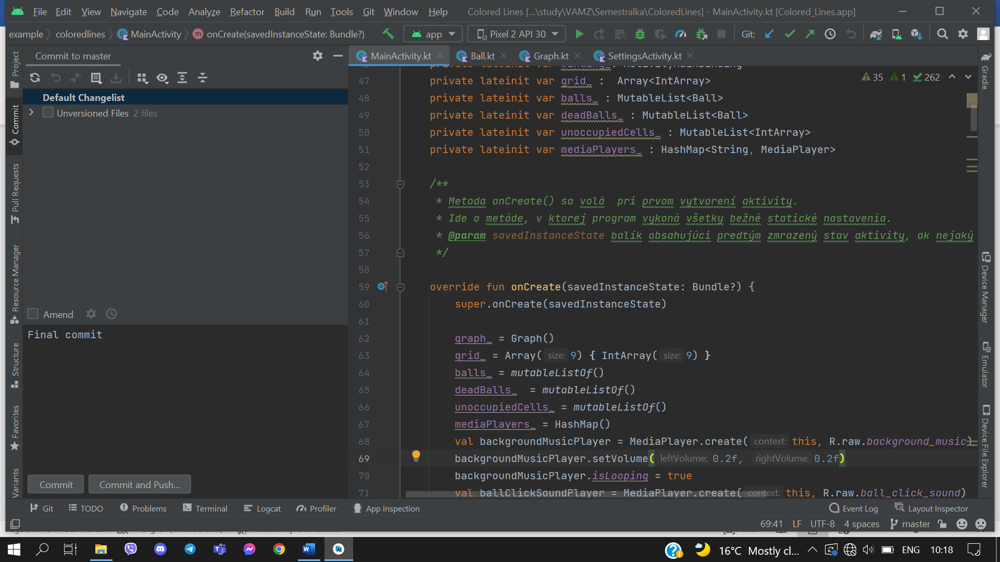 File Edit View Navigate Code Analyze Refactor Build Run Tools Git Window Help Colored Lines [...\study\VAMZ\Semestralka\ColoredLines] - MainActivity.kt [Colored_Lines.app]
example coloredlines MainActivity onCreate(savedInstanceState: Bundle?) app Pixel 2 API 30 Git:
Commit to master
MainActivity.kt Ball.kt Graph.kt SettingsActivity.kt
Default Changelist
Unversioned Files 2 files
Amend
Final commit
Commit Commit and Push...
Project
Commit
Pull Requests
Resource Manager
Structure
Favorites
Variants
35 1 262
47 private lateinit var grid_ : Array<IntArray>
48 private lateinit var balls_ : MutableList<Ball>
49 private lateinit var deadBalls_ : MutableList<Ball>
50 private lateinit var unoccupiedCells_ : MutableList<IntArray>
51 private lateinit var mediaPlayers_ : HashMap<String, MediaPlayer>
52
53 /**
54 * Metoda onCreate() sa volá pri prvom vytvorení aktivity.
55 * Ide o metóde, v ktorej program vykoná všetky bežné statické nastavenia.
56 * @param savedInstanceState balík obsahujúci predtým zmrazený stav aktivity, ak nejaký
57 */
58
59 override fun onCreate(savedInstanceState: Bundle?) {
60 super.onCreate(savedInstanceState)
61
62 graph_ = Graph()
63 grid_ = Array( size: 9) { IntArray( size: 9) }
64 balls_ = mutableListOf()
65 deadBalls_ = mutableListOf()
66 unoccupiedCells_ = mutableListOf()
67 mediaPlayers_ = HashMap()
68 val backgroundMusicPlayer = MediaPlayer.create( context: this, R.raw.background_music)
69 backgroundMusicPlayer.setVolume( leftVolume: 0.2f, rightVolume: 0.2f)
70 backgroundMusicPlayer.isLooping = true
71 val ballClickSoundPlayer = MediaPlayer.create( context: this, R.raw.ball_click_sound)
Gradle
Device Manager
Emulator
Device File Explorer
Git TODO Problems Terminal Logcat Profiler App Inspection Event Log Layout Inspector
69:41 LF UTF-8 4 spaces master
16°C Mostly cl... ENG 10:18